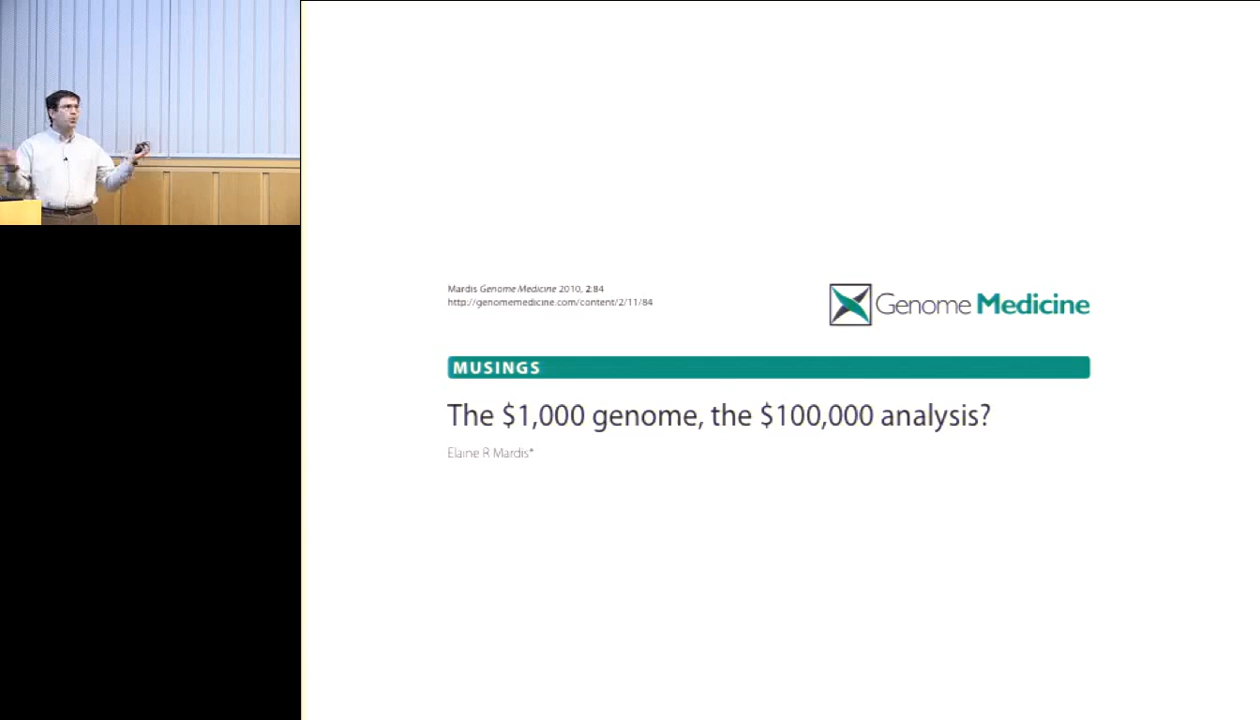 Mardis Genome Medicine 2010, 2:84
http://genomemedicine.com/content/2/11/84
Genome Medicine
MUSINGS
The $1,000 genome, the $100,000 analysis?
Elaine R Mardis*